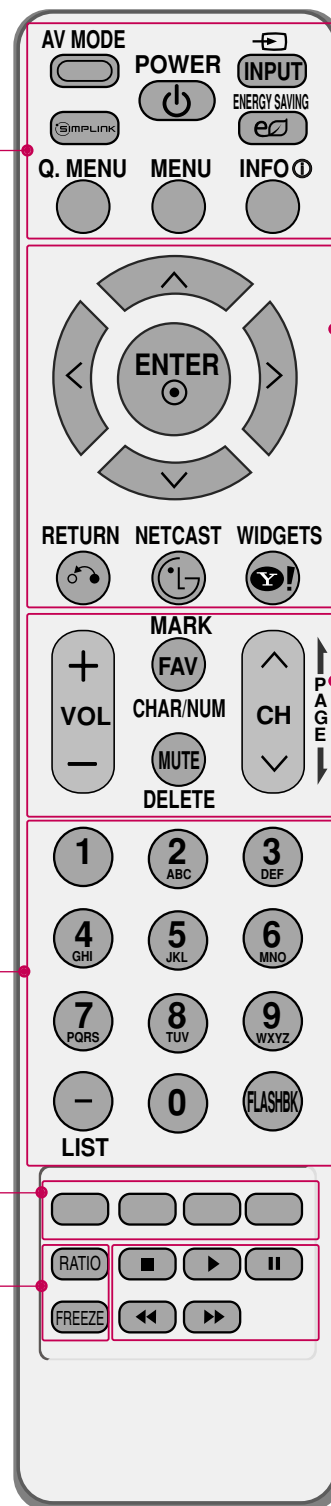 AV MODE
POWER
INPUT
ENERGY SAVING
SIMPLINK
Q. MENU MENU INFO
ENTER
RETURN NETCAST WIDGETS
Y!
MARK
FAV
VOL
CHAR/NUM
CH
PAGE
MUTE
DELETE
1 2 3
ABC DEF
4 5 6
GHI JKL MNO
7 8 9
PQRS TUV WXYZ
– 0 FLASHBK
LIST
RATIO
FREEZE